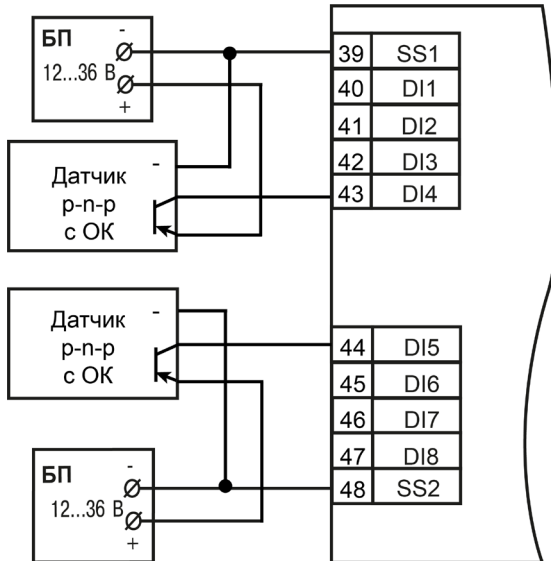 БП
-
12...36 В
+
Датчик
p-n-p
с ОК
-
39 SS1
40 DI1
41 DI2
42 DI3
43 DI4
Датчик
p-n-p
с ОК
-
БП
-
12...36 В
+
44 DI5
45 DI6
46 DI7
47 DI8
48 SS2